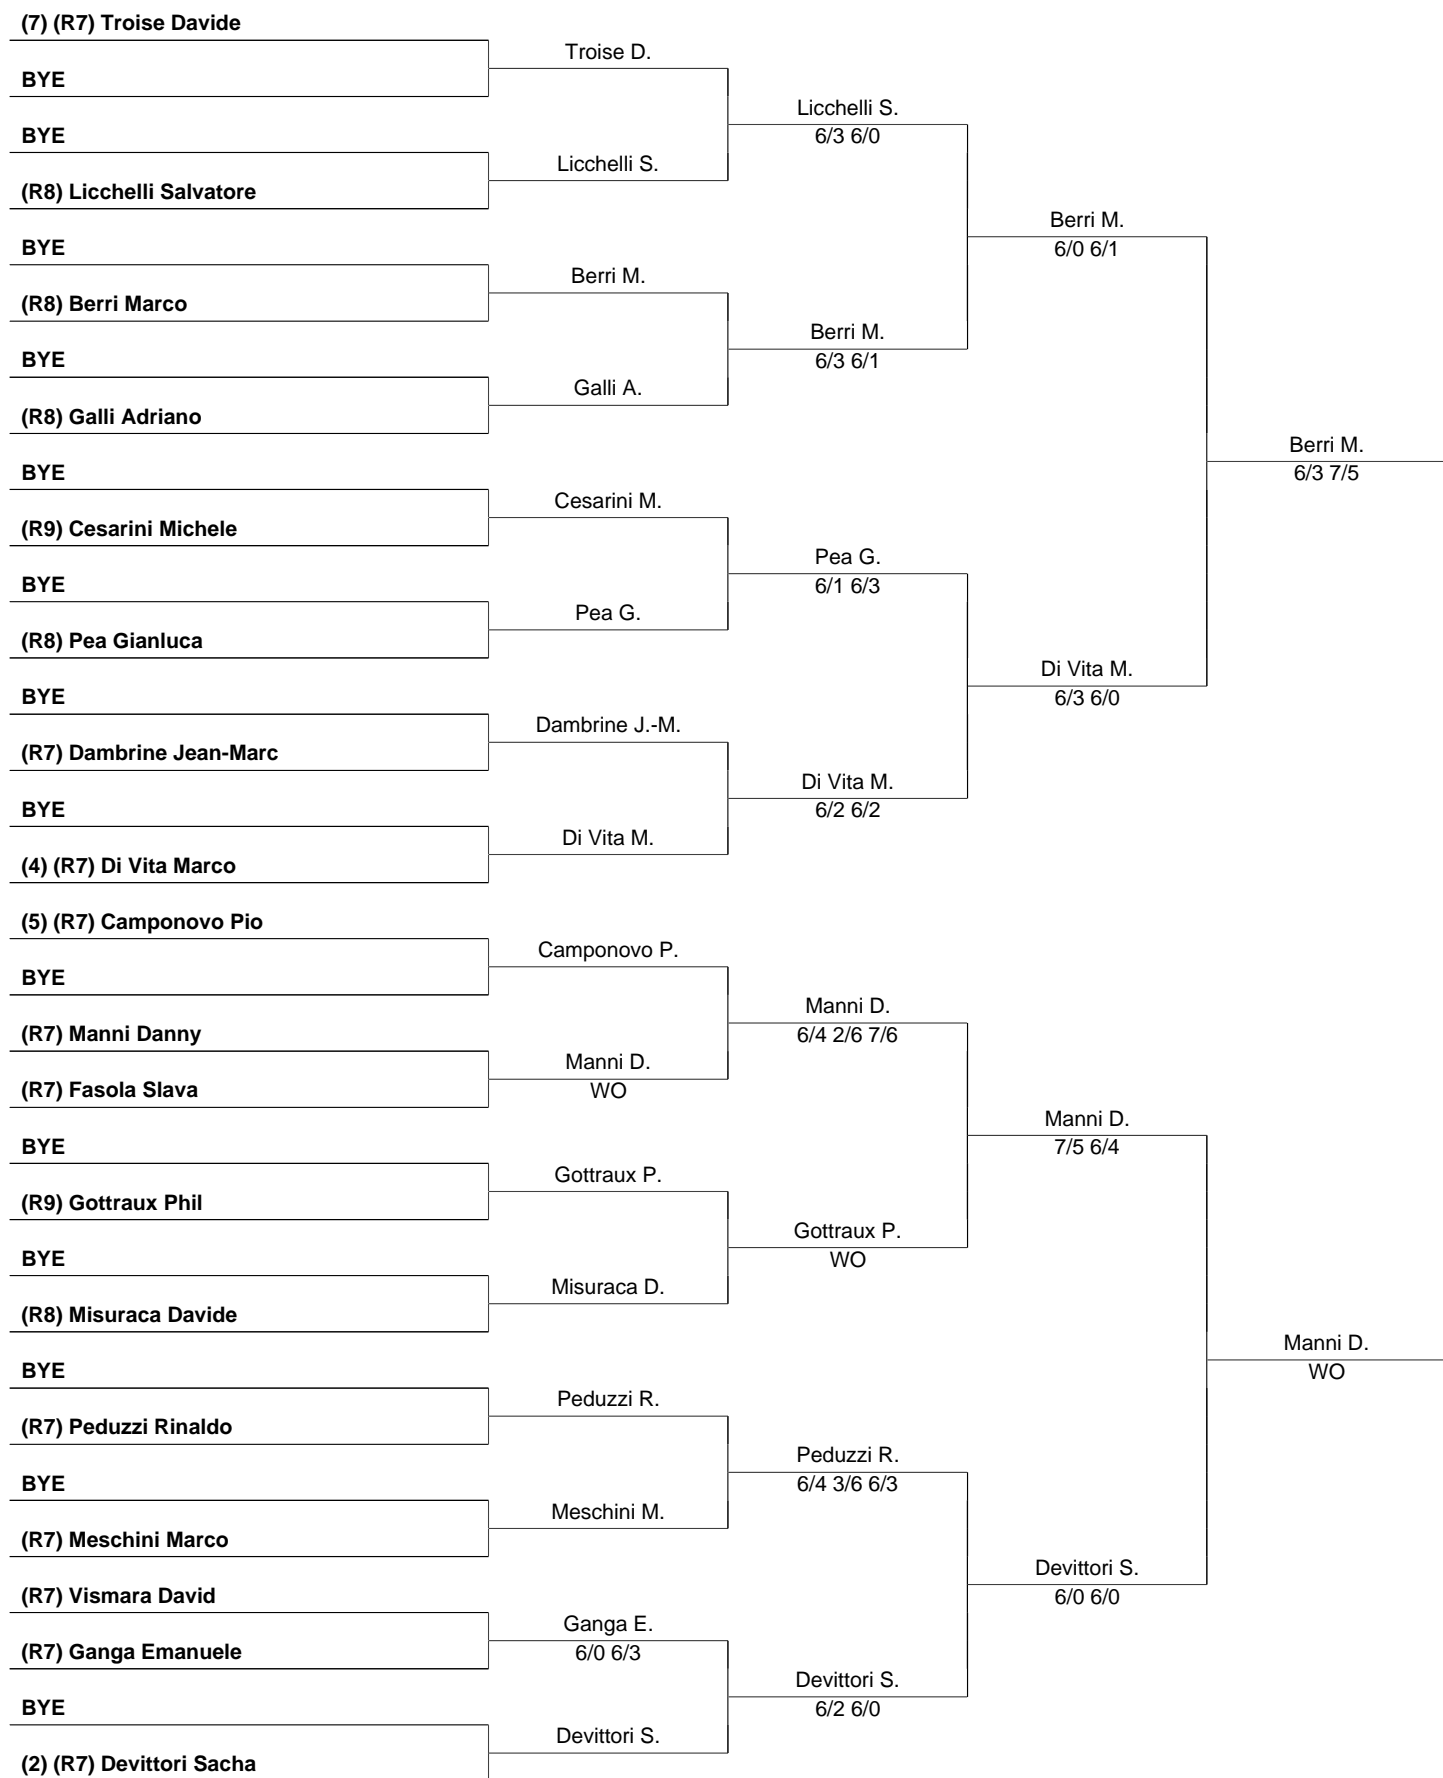 (7) (R7) Troise Davide
BYE
BYE
(R8) Licchelli Salvatore
BYE
(R8) Berri Marco
BYE
(R8) Galli Adriano
BYE
(R9) Cesarini Michele
BYE
(R8) Pea Gianluca
BYE
(R7) Dambrine Jean-Marc
BYE
(4) (R7) Di Vita Marco
(5) (R7) Camponovo Pio
BYE
(R7) Manni Danny
(R7) Fasola Slava
BYE
(R9) Gottraux Phil
BYE
(R8) Misuraca Davide
BYE
(R7) Peduzzi Rinaldo
BYE
(R7) Meschini Marco
(R7) Vismara David
(R7) Ganga Emanuele
BYE
(2) (R7) Devittori Sacha
Troise D.
Licchelli S.
Berri M.
Galli A.
Cesarini M.
Pea G.
Dambrine J.-M.
Di Vita M.
Camponovo P.
Manni D.
WO
Gottraux P.
Misuraca D.
Peduzzi R.
Meschini M.
Ganga E.
6/0 6/3
Devittori S.
Licchelli S.
6/3 6/0
Berri M.
6/3 6/1
Pea G.
6/1 6/3
Di Vita M.
6/2 6/2
Manni D.
6/4 2/6 7/6
Gottraux P.
WO
Peduzzi R.
6/4 3/6 6/3
Devittori S.
6/2 6/0
Berri M.
6/0 6/1
Di Vita M.
6/3 6/0
Manni D.
7/5 6/4
Devittori S.
6/0 6/0
Berri M.
6/3 7/5
Manni D.
WO